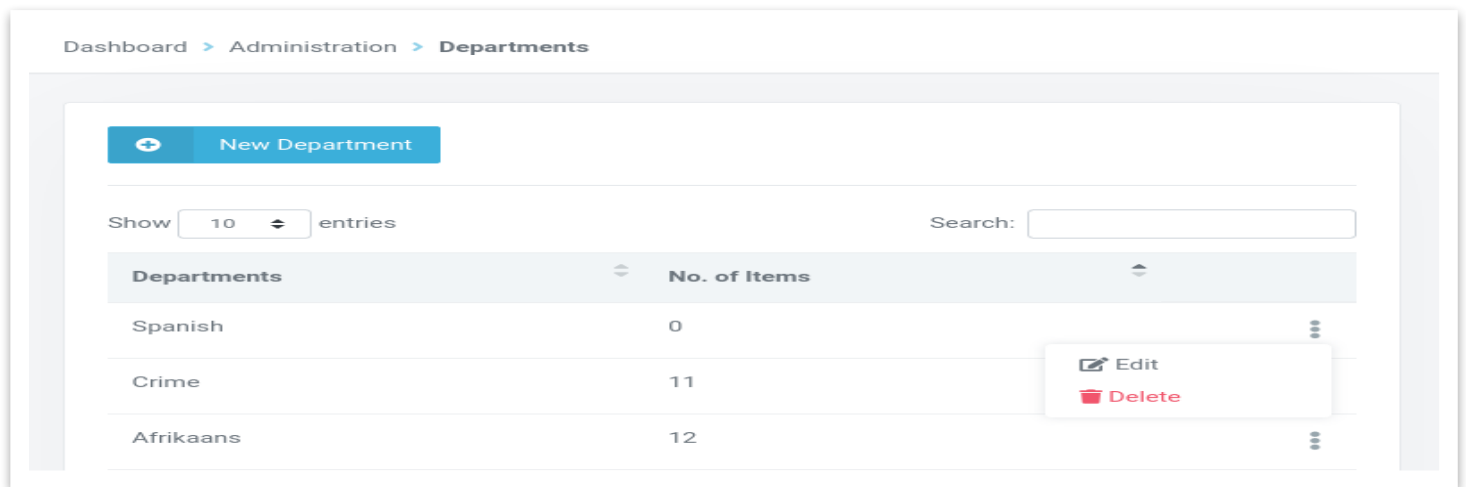 Dashboard > Administration > Departments
New Department
Show 10 entries Search:
Departments No. of Items
Spanish 0
Edit
Crime 11
Delete
Afrikaans 12